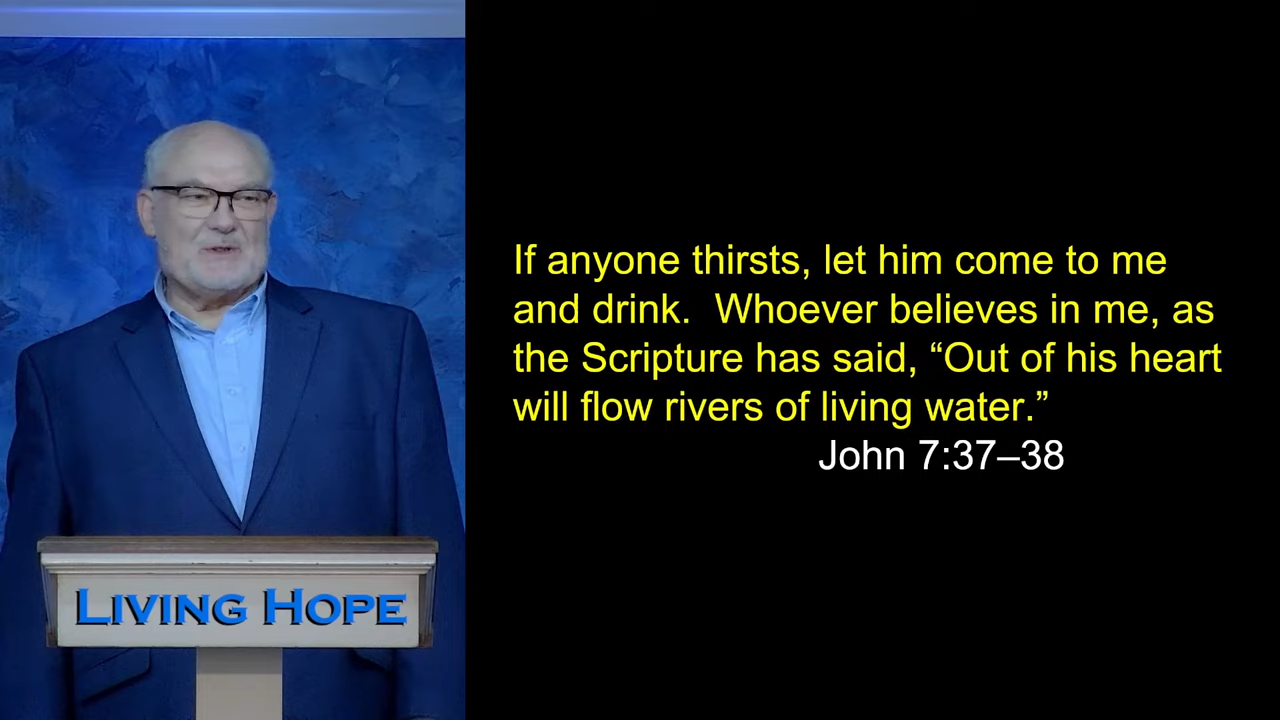 If anyone thirsts, let him come to me
and drink.  Whoever believes in me, as
the Scripture has said, “Out of his heart
will flow rivers of living water.”
John 7:37–38
LIVING HOPE